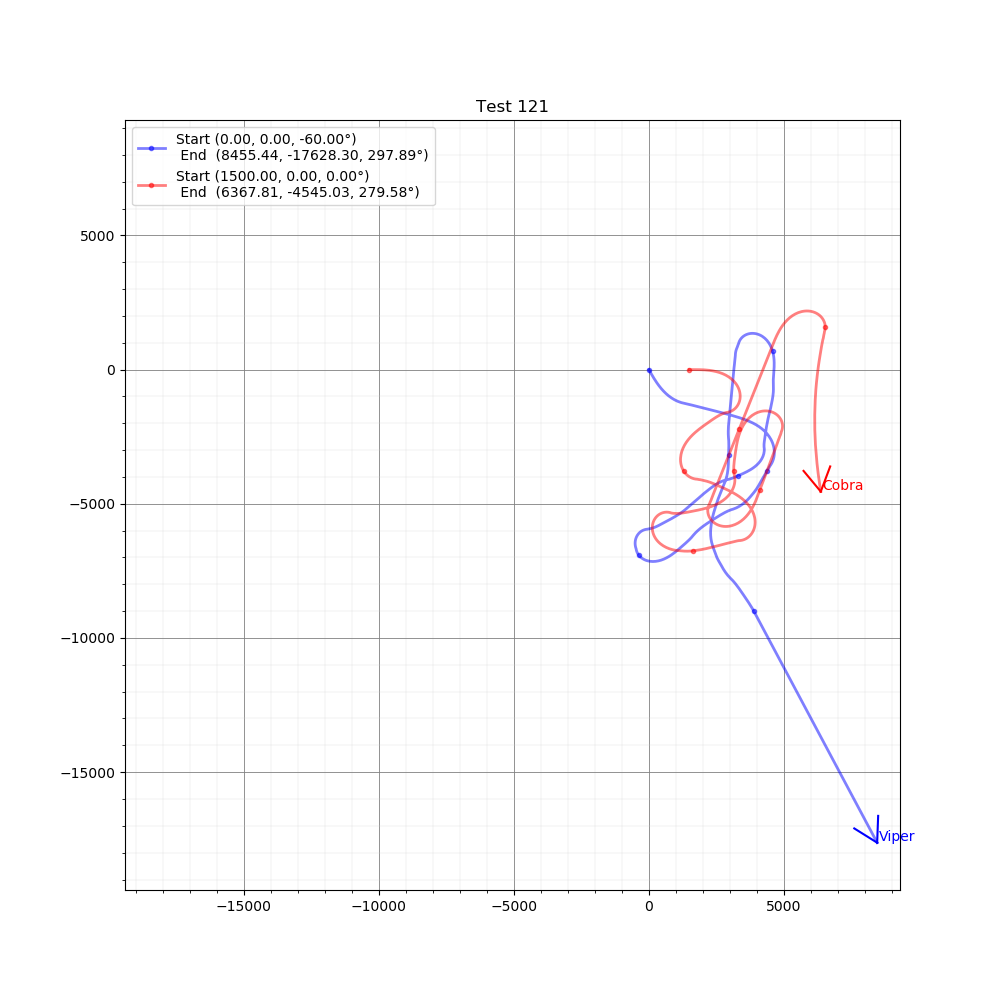 Test 121
Start (0.00, 0.00, -60.00°)
End (8455.44, -17628.30, 297.89°)
Start (1500.00, 0.00, 0.00°)
End (6367.81, -4545.03, 279.58°)
5000
0
−5000
−10000
−15000
Cobra
Viper
−15000
−10000
−5000
0
5000